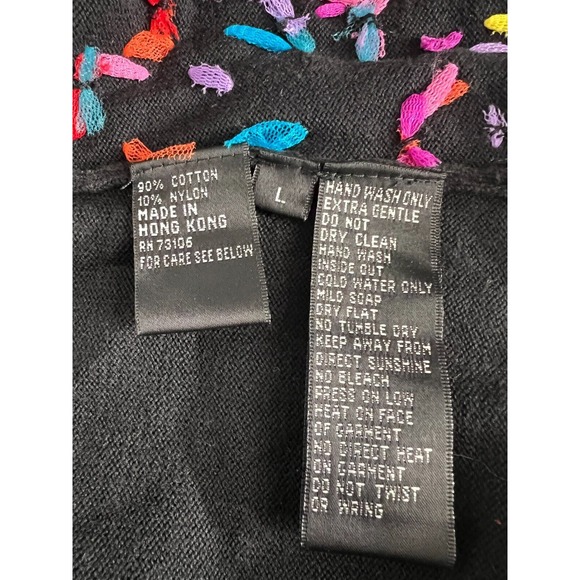 90% COTTON
10% NYLON
MADE IN
HONG KONG
RN 73106
FOR CARE SEE BELOW
L
HAND WASH ONLY
EXTRA GENTLE
DO NOT
DRY CLEAN
HAND WASH
INSIDE OUT
COLD WATER ONLY
MILD SOAP
DRY FLAT
NO TUMBLE DRY
KEEP AWAY FROM
DIRECT SUNSHINE
NO BLEACH
PRESS ON LOW
HEAT ON FACE
OF GARMENT
NO DIRECT HEAT
ON GARMENT
DO NOT TWIST
OR WRING